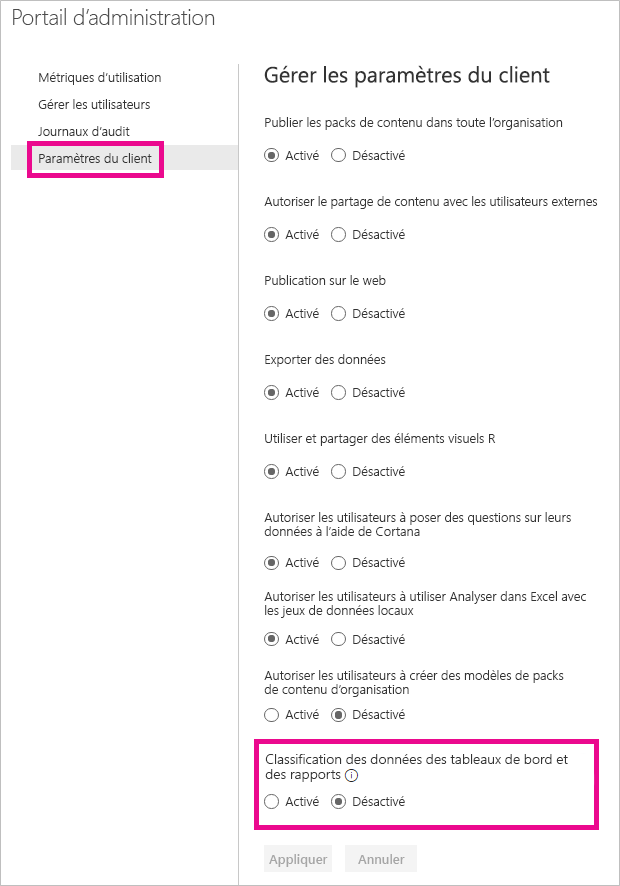 Portail d’administration
Métriques d’utilisation
Gérer les utilisateurs
Journaux d’audit
Paramètres du client
Gérer les paramètres du client
Publier les packs de contenu dans toute l’organisation
Activé Désactivé
Autoriser le partage de contenu avec les utilisateurs externes
Activé Désactivé
Publication sur le web
Activé Désactivé
Exporter des données
Activé Désactivé
Utiliser et partager des éléments visuels R
Activé Désactivé
Autoriser les utilisateurs à poser des questions sur leurs
données à l’aide de Cortana
Activé Désactivé
Autoriser les utilisateurs à utiliser Analyser dans Excel avec
les jeux de données locaux
Activé Désactivé
Autoriser les utilisateurs à créer des modèles de packs
de contenu d’organisation
Activé Désactivé
Classification des données des tableaux de bord et
des rapports
Activé Désactivé
Appliquer Annuler